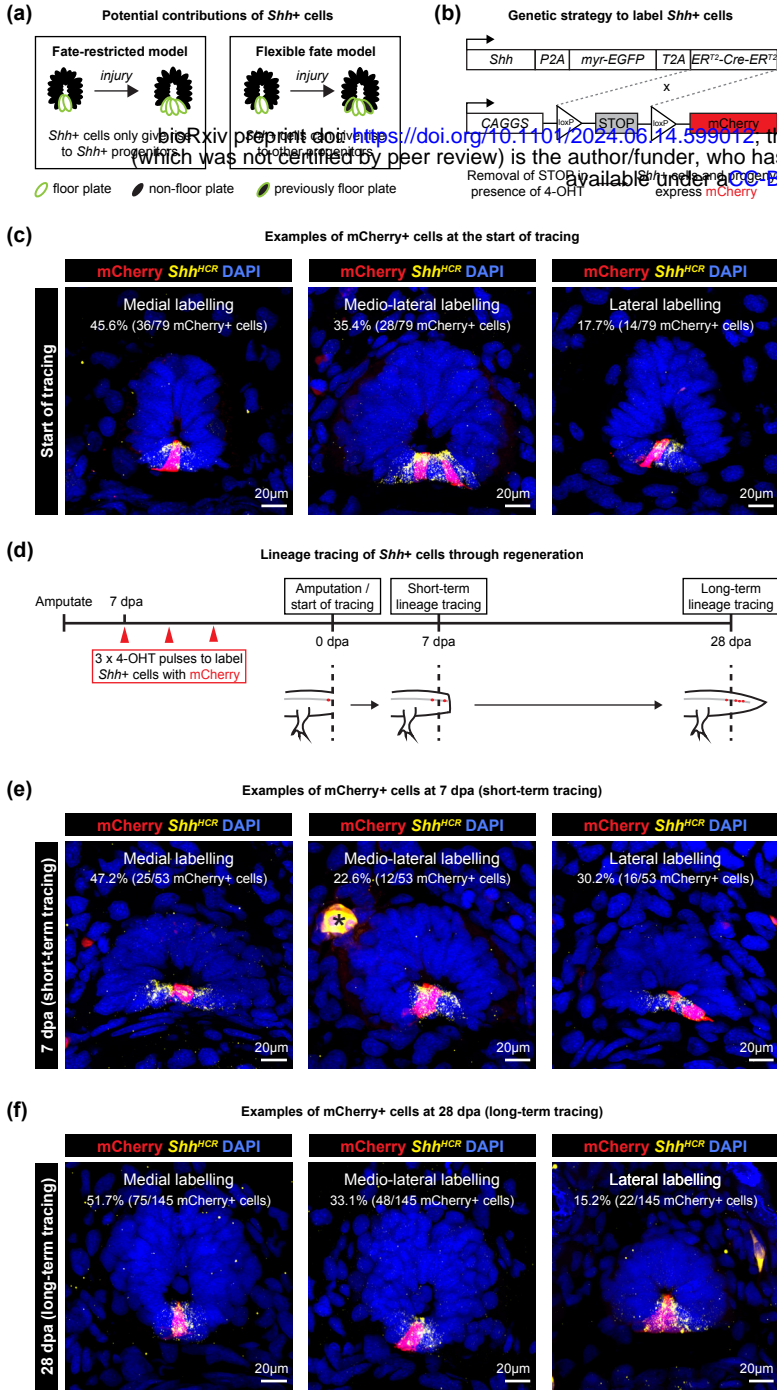 (a)
Potential contributions of Shh+ cells
Fate-restricted model
injury
Shh+ cells only give rise
to Shh+ progenitors
Flexible fate model
injury
Shh+ cells can give rise
to other progenitors
floor plate
non-floor plate
previously floor plate
(b)
Genetic strategy to label Shh+ cells
Shh P2A myr-EGFP T2A ERT2-Cre-ERT2
x
CAGGS loxP STOP loxP mCherry
Removal of STOP in
presence of 4-OHT
Shh+ cells and progeny
express mCherry
bioRxiv preprint doi: https://doi.org/10.1101/2024.06.14.599012; th
(which was not certified by peer review) is the author/funder, who has
available under aCC-B
(c)
Examples of mCherry+ cells at the start of tracing
Start of tracing
mCherry ShhHCR DAPI
Medial labelling
45.6% (36/79 mCherry+ cells)
20µm
mCherry ShhHCR DAPI
Medio-lateral labelling
35.4% (28/79 mCherry+ cells)
20µm
mCherry ShhHCR DAPI
Lateral labelling
17.7% (14/79 mCherry+ cells)
20µm
(d)
Lineage tracing of Shh+ cells through regeneration
Amputate
7 dpa
3 x 4-OHT pulses to label
Shh+ cells with mCherry
Amputation /
start of tracing
0 dpa
Short-term
lineage tracing
7 dpa
Long-term
lineage tracing
28 dpa
(e)
Examples of mCherry+ cells at 7 dpa (short-term tracing)
7 dpa (short-term tracing)
mCherry ShhHCR DAPI
Medial labelling
47.2% (25/53 mCherry+ cells)
20µm
mCherry ShhHCR DAPI
Medio-lateral labelling
22.6% (12/53 mCherry+ cells)
*
20µm
mCherry ShhHCR DAPI
Lateral labelling
30.2% (16/53 mCherry+ cells)
20µm
(f)
Examples of mCherry+ cells at 28 dpa (long-term tracing)
28 dpa (long-term tracing)
mCherry ShhHCR DAPI
Medial labelling
51.7% (75/145 mCherry+ cells)
20µm
mCherry ShhHCR DAPI
Medio-lateral labelling
33.1% (48/145 mCherry+ cells)
20µm
mCherry ShhHCR DAPI
Lateral labelling
15.2% (22/145 mCherry+ cells)
20µm